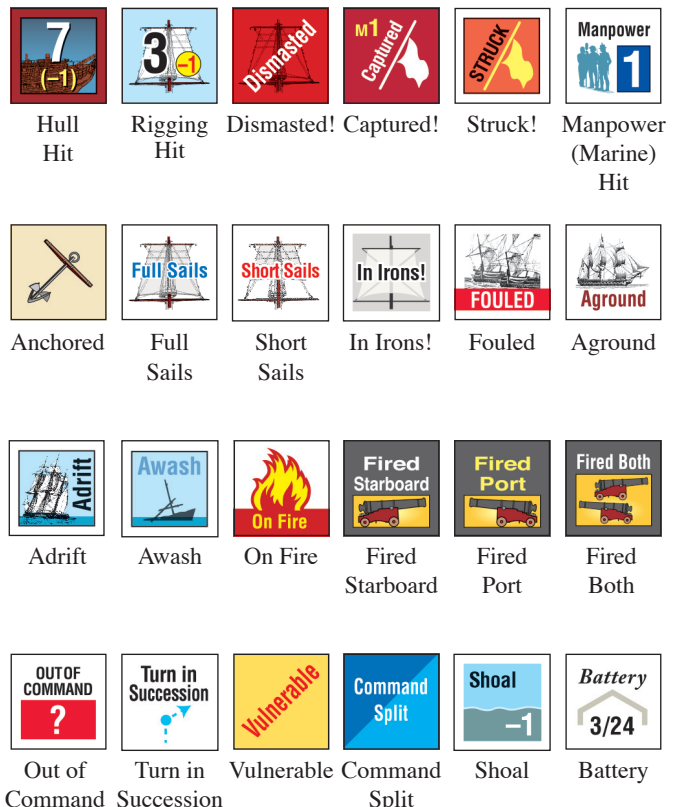 7
(–1)
3
–1
Dismasted
M1
Captured!
STRUCK
Manpower
1
Hull
Hit
Rigging
Hit
Dismasted!
Captured!
Struck!
Manpower
(Marine)
Hit
Full Sails
Short Sails
In Irons!
FOULED
Aground
Anchored
Full
Sails
Short
Sails
In Irons!
Fouled
Aground
Adrift
Awash
On Fire
Fired
Starboard
Fired
Port
Fired Both
Adrift
Awash
On Fire
Fired
Starboard
Fired
Port
Fired
Both
OUT OF
COMMAND
?
Turn in
Succession
Vulnerable
Command
Split
Shoal
–1
Battery
3/24
Out of
Command
Turn in
Succession
Vulnerable
Command
Split
Shoal
Battery